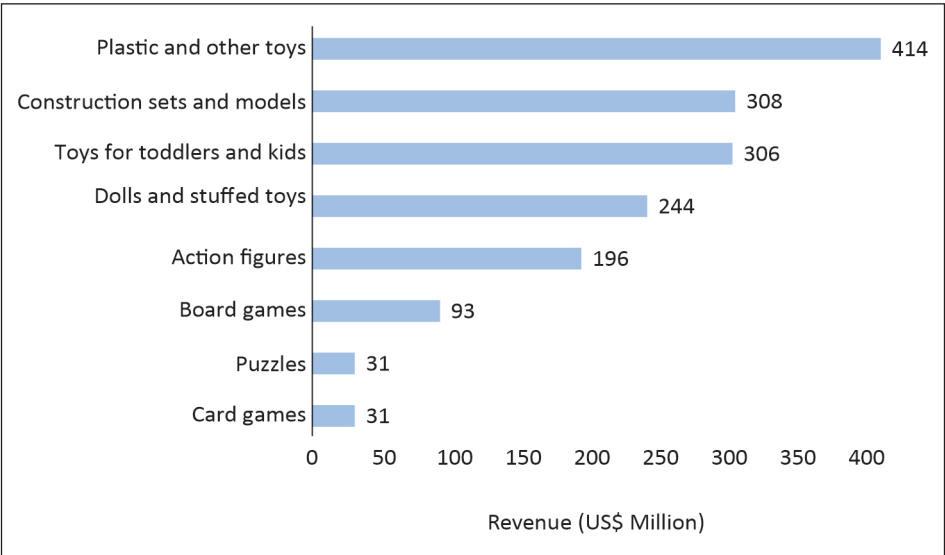 Plastic and other toys 414
Construction sets and models 308
Toys for toddlers and kids 306
Dolls and stuffed toys 244
Action figures 196
Board games 93
Puzzles 31
Card games 31
0 50 100 150 200 250 300 350 400
Revenue (US$ Million)